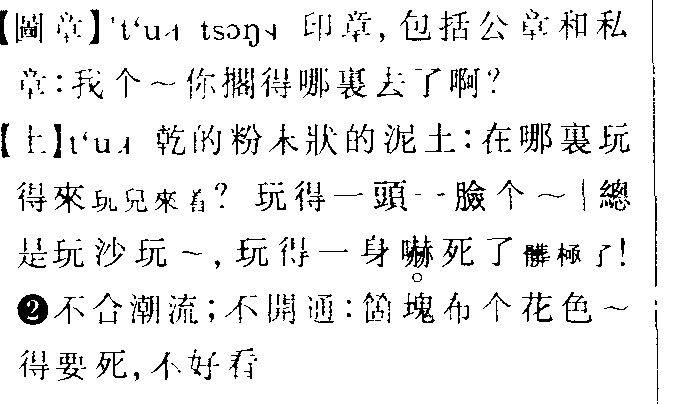 【圖章】't‘u˧˩ tsɔŋ˧˩ 印章，包括公章和私
章：我个～你擱得哪裏去了啊？
【土】t‘u˧˩ 乾的粉末狀的泥土：在哪裏玩
得來玩兒來着？玩得一頭一臉个～｜總
是玩沙玩～，玩得一身嚇死了髒極了！
❷不合潮流；不開通：箇塊布个花色～
得要死，不好看